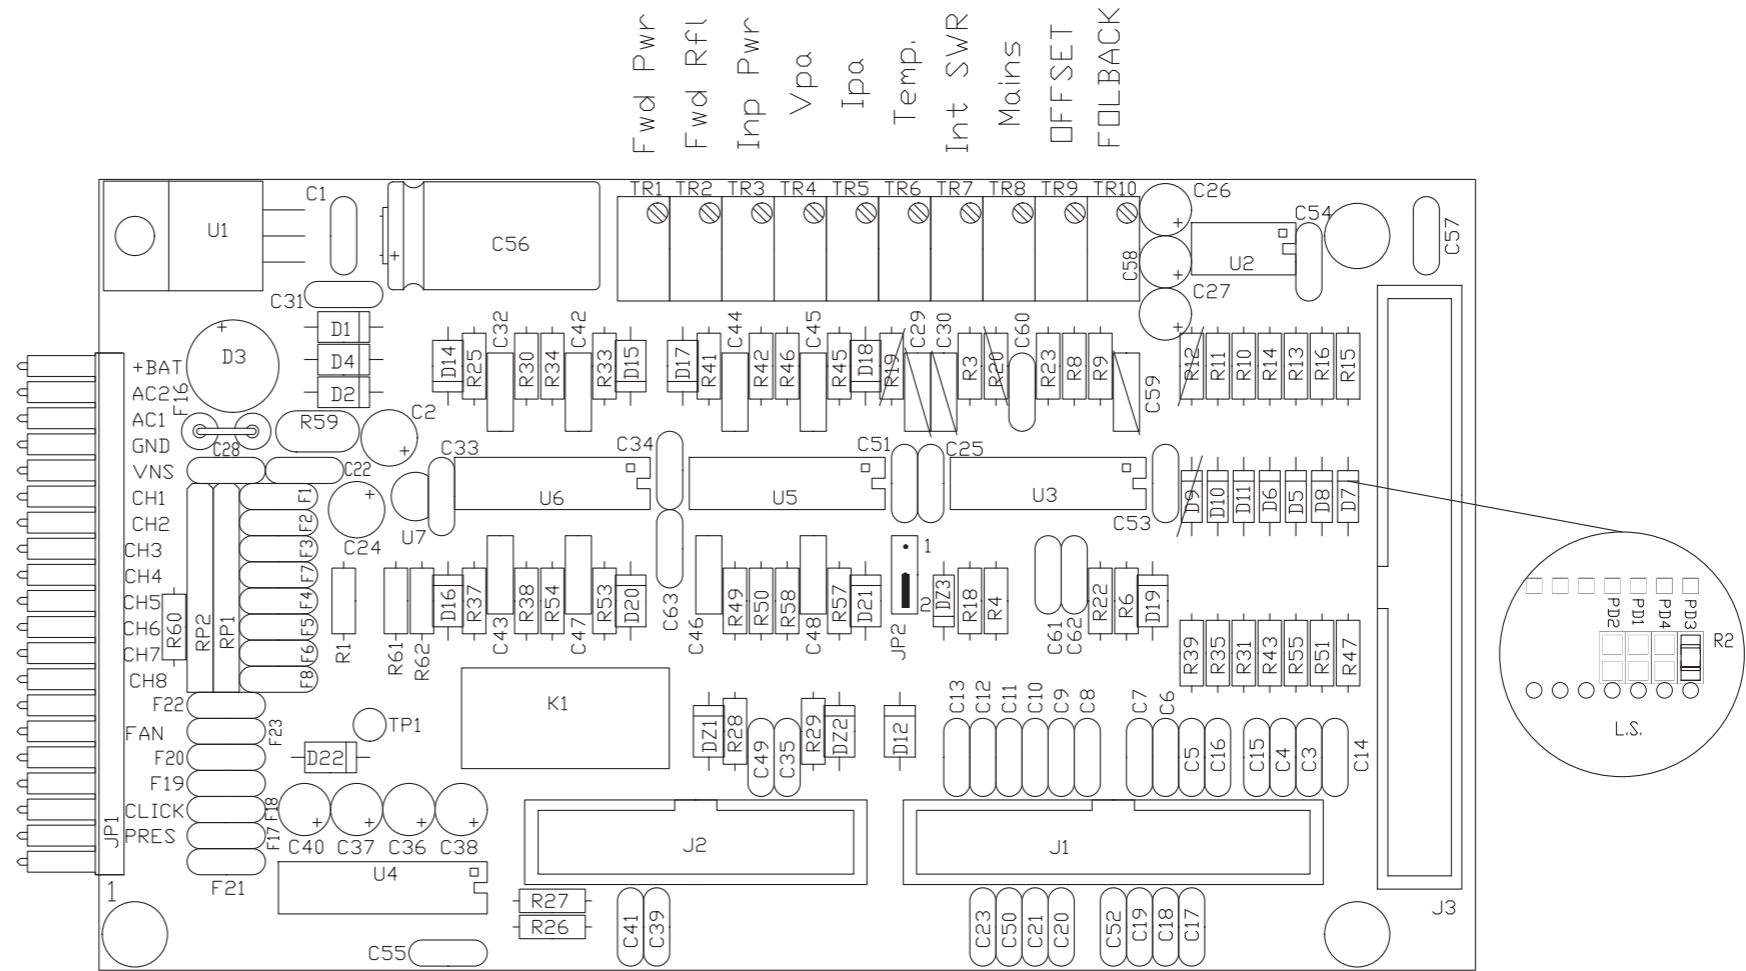 Fwd Pwr
Fwd Rfl
Inp Pwr
Vpa
Ipa
Temp.
Int SWR
Mains
OFFSET
FOLBACK
TR1 TR2 TR3 TR4 TR5 TR6 TR7 TR8 TR9 TR10
U1 C1 C56 C26 C58 C27 U2 C54 C57
+
+
+
+
C31
D1
D4
D2
+
D3
D14 R25 C32 R30 R34 C42 R33 D15 D17 R41 C44 R42 R46 C45 R45 D18 R19 C29 C30 R3 R20 C60 R23 R8 R9 C59 R12 R11 R10 R14 R13 R16 R15
+BAT
AC2
F16
AC1
GND
VNS
CH1
CH2
CH3
CH4
CH5
CH6
CH7
CH8
R59 C2
+
C28 C22
C33 U6 C34 U5 C51 C25 U3 C53
D9 D10 D11 D6 D5 D8 D7
F1
F2
F3
F7
F4
F5
F6
F8
+
C24 U7
R60 RP2 RP1
R1 R61 R62 D16 R37 C43 R38 R54 C47 R53 D20 C63 C46 R49 R50 R58 C48 R57 D21
1
2
JP2
DZ3 R18 R4 C61 C62 R22 R6 D19
R39 R35 R31 R43 R55 R51 R47
PD2 PD1 PD4 PD3
R2
L.S.
F22
FAN
F23
F20
F19
CLICK
F18
PRES
F17
F21
JP1
1
TP1
D22
K1
DZ1 R28 C49 C35 R29 DZ2 D12
C13 C12 C11 C10 C9 C8 C7 C6 C5 C16 C15 C4 C3 C14
+ + + +
C40 C37 C36 C38
U4
J2
J1
J3
R27
R26
C55
C41 C39
C23 C50 C21 C20 C52 C19 C18 C17